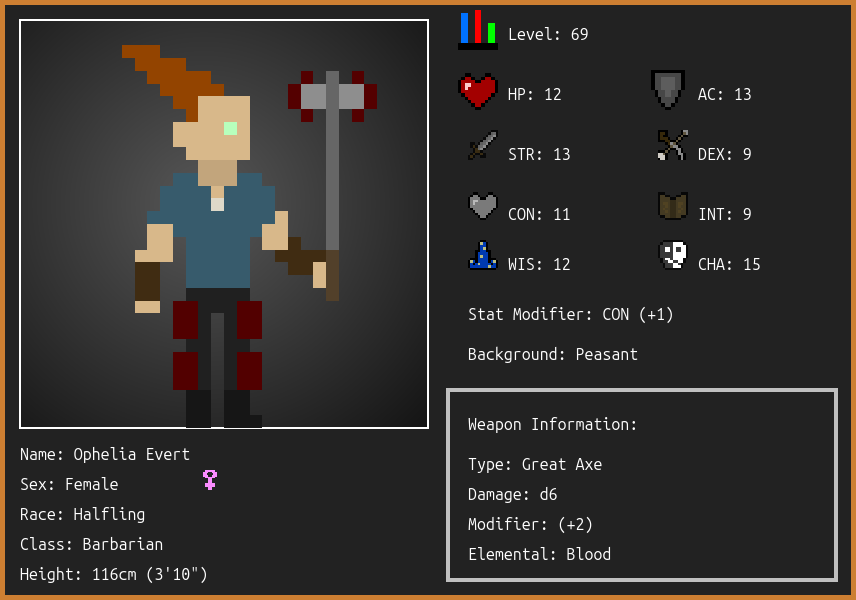 Level: 69
HP: 12
AC: 13
STR: 13
DEX: 9
CON: 11
INT: 9
WIS: 12
CHA: 15
Stat Modifier: CON (+1)
Background: Peasant
Weapon Information:
Type: Great Axe
Damage: d6
Modifier: (+2)
Elemental: Blood
Name: Ophelia Evert
Sex: Female
Race: Halfling
Class: Barbarian
Height: 116cm (3'10")